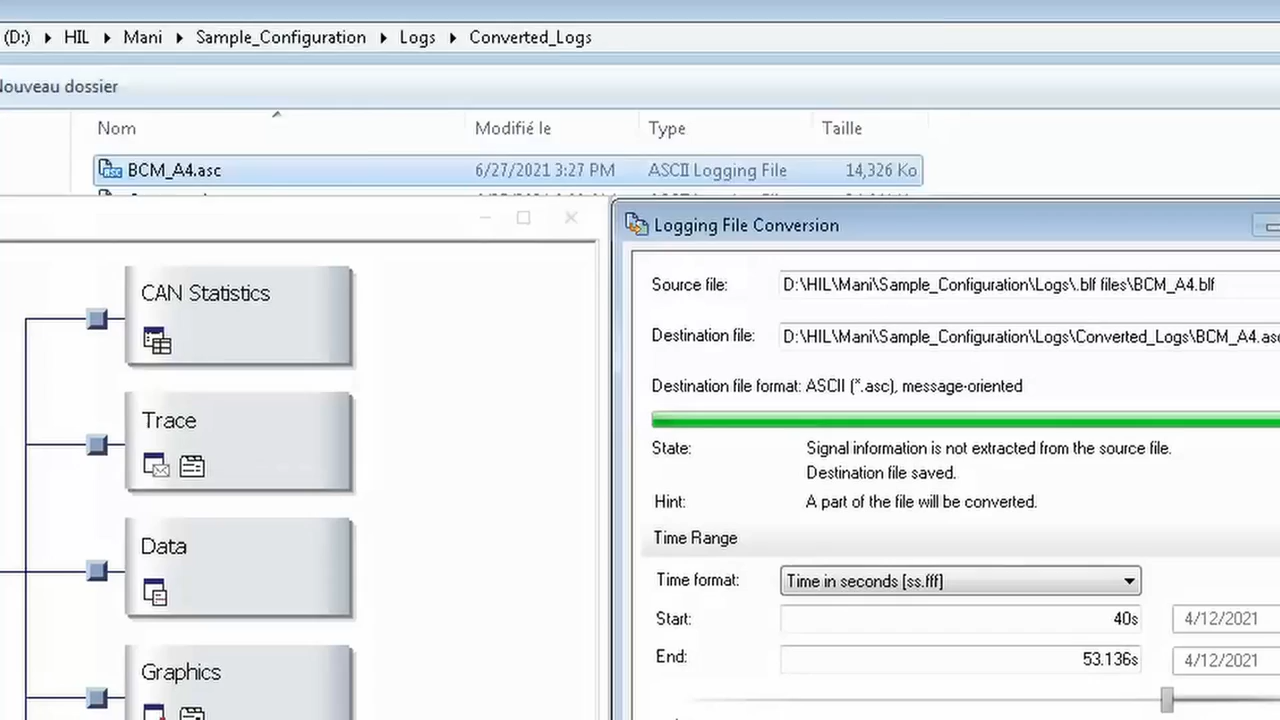 (D:) HIL Mani Sample_Configuration Logs Converted_Logs
Nouveau dossier
Nom Modifié le Type Taille
BCM_A4.asc 6/27/2021 3:27 PM ASCII Logging File 14,326 Ko
Logging File Conversion
CAN Statistics
Trace
Data
Graphics
Source file: D:\HIL\Mani\Sample_Configuration\Logs\.blf files\BCM_A4.blf
Destination file: D:\HIL\Mani\Sample_Configuration\Logs\Converted_Logs\BCM_A4.asc
Destination file format: ASCII (*.asc), message-oriented
State: Signal information is not extracted from the source file.
Destination file saved.
Hint: A part of the file will be converted.
Time Range
Time format: Time in seconds [ss.fff]
Start: 40s 4/12/2021
End: 53.136s 4/12/2021